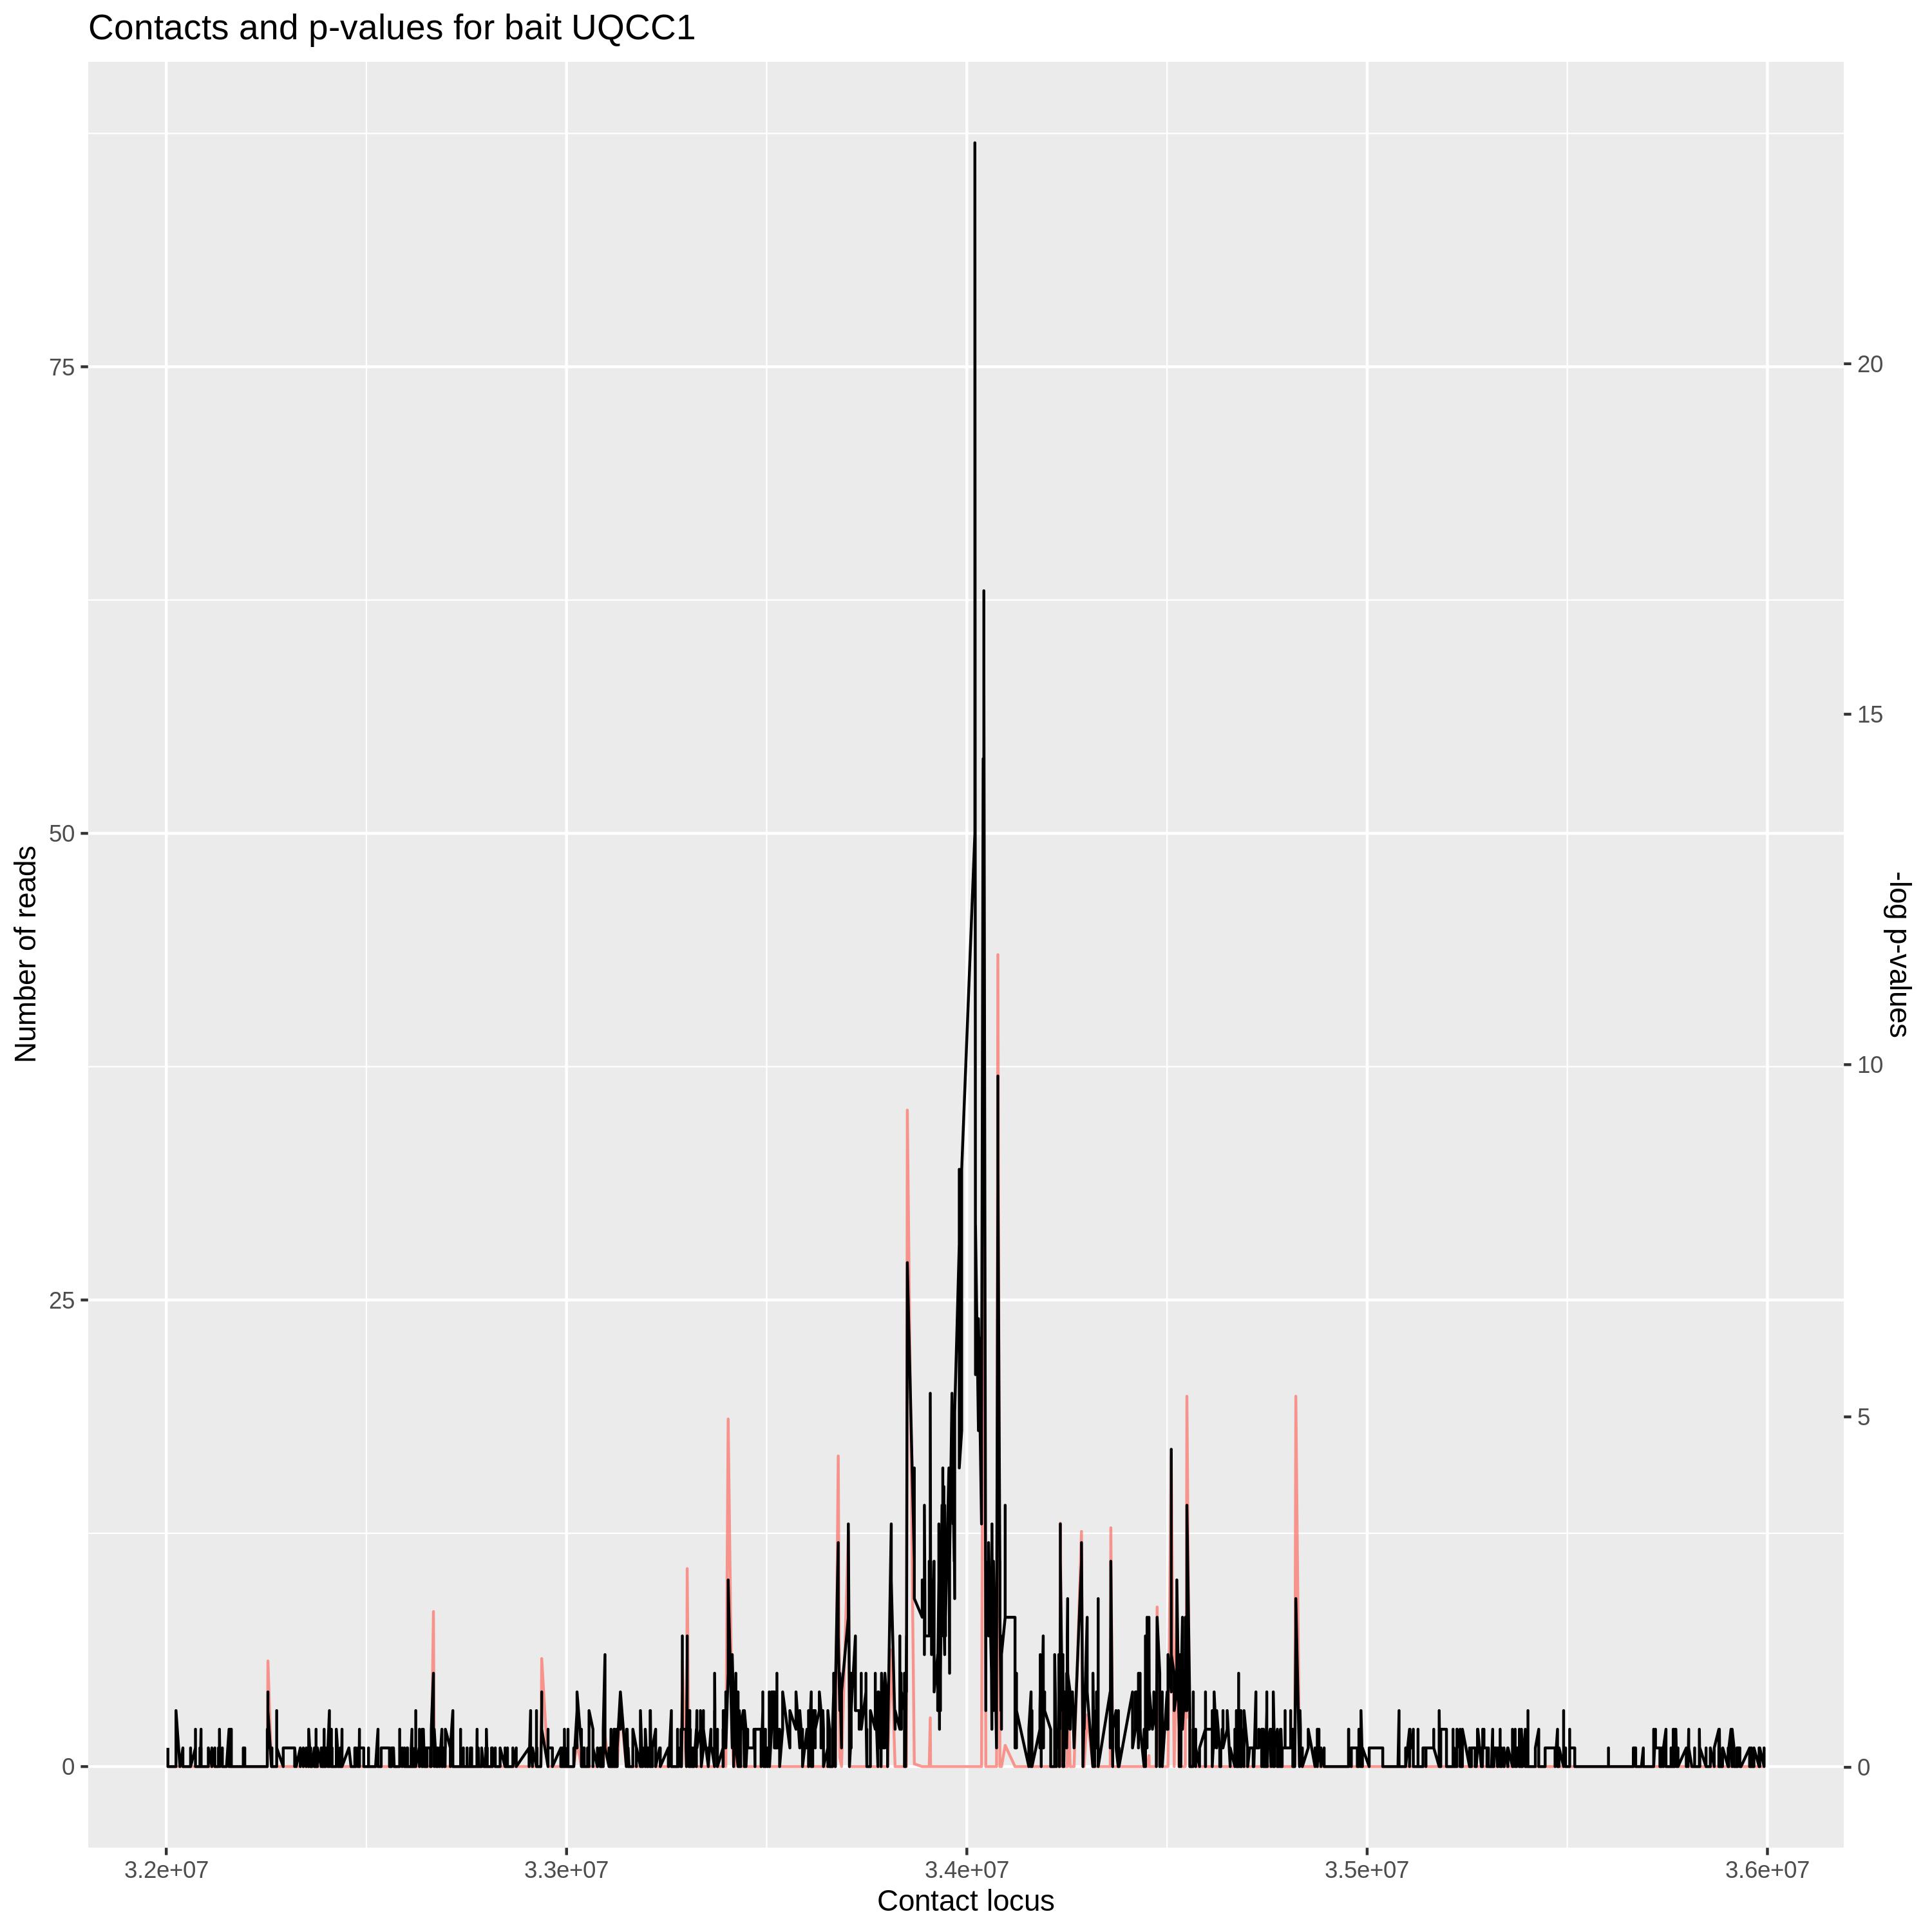 Contacts and p-values for bait UQCC1
75
50
25
0
20
15
10
5
0
Number of reads
-log p-values
3.2e+07
3.3e+07
3.4e+07
3.5e+07
3.6e+07
Contact locus